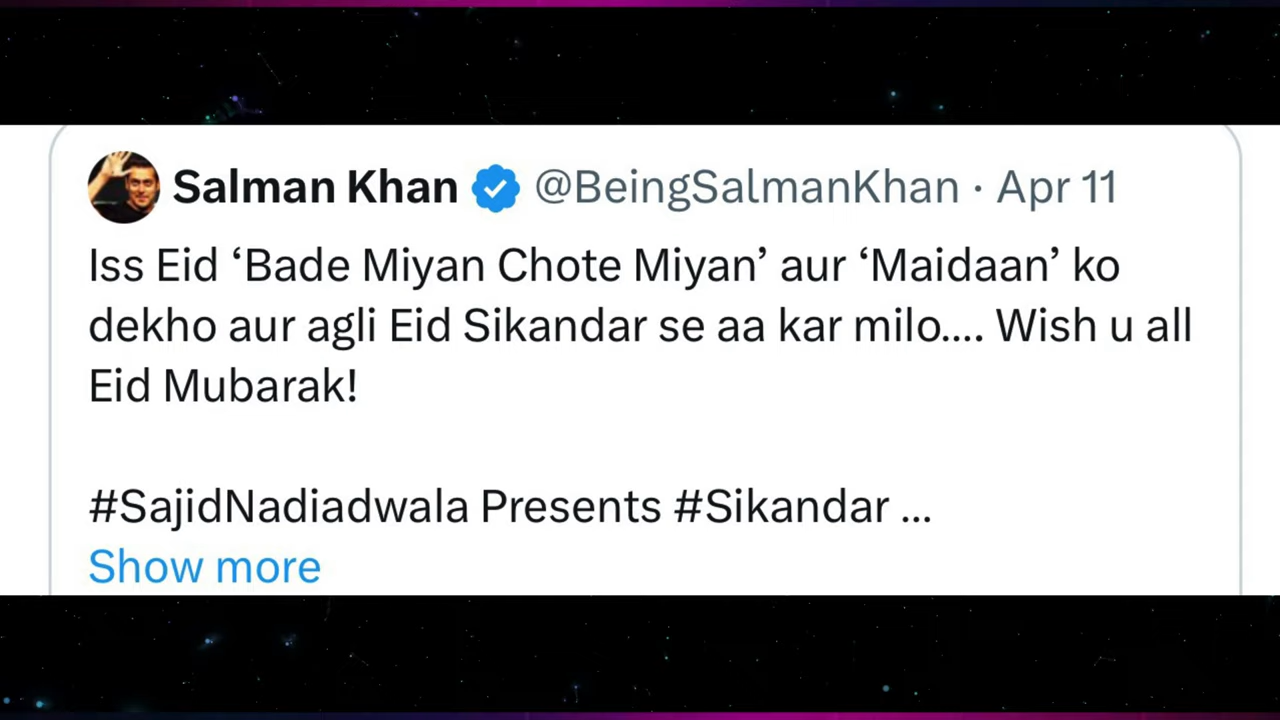 Salman Khan @BeingSalmanKhan · Apr 11
Iss Eid ‘Bade Miyan Chote Miyan’ aur ‘Maidaan’ ko
dekho aur agli Eid Sikandar se aa kar milo.... Wish u all
Eid Mubarak!
#SajidNadiadwala Presents #Sikandar ...
Show more